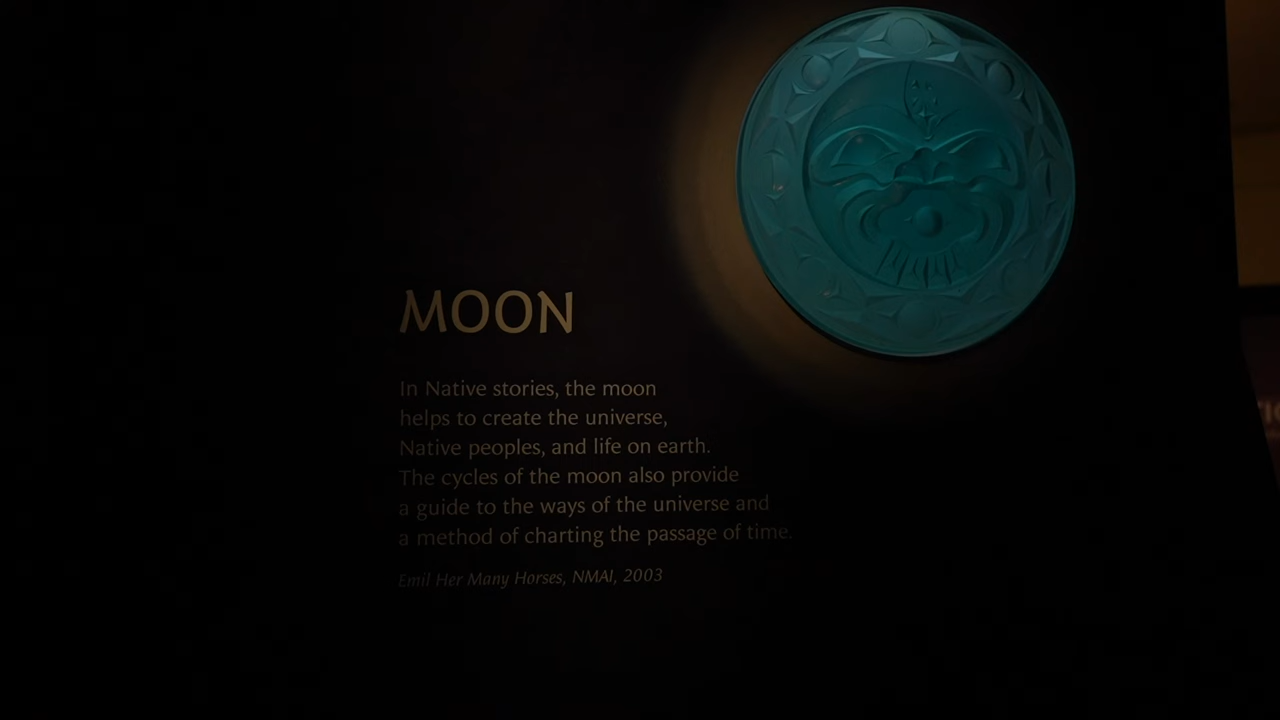 MOON
In Native stories, the moon
helps to create the universe,
Native peoples, and life on earth.
The cycles of the moon also provide
a guide to the ways of the universe and
a method of charting the passage of time.
Emil Her Many Horses, NMAI, 2003